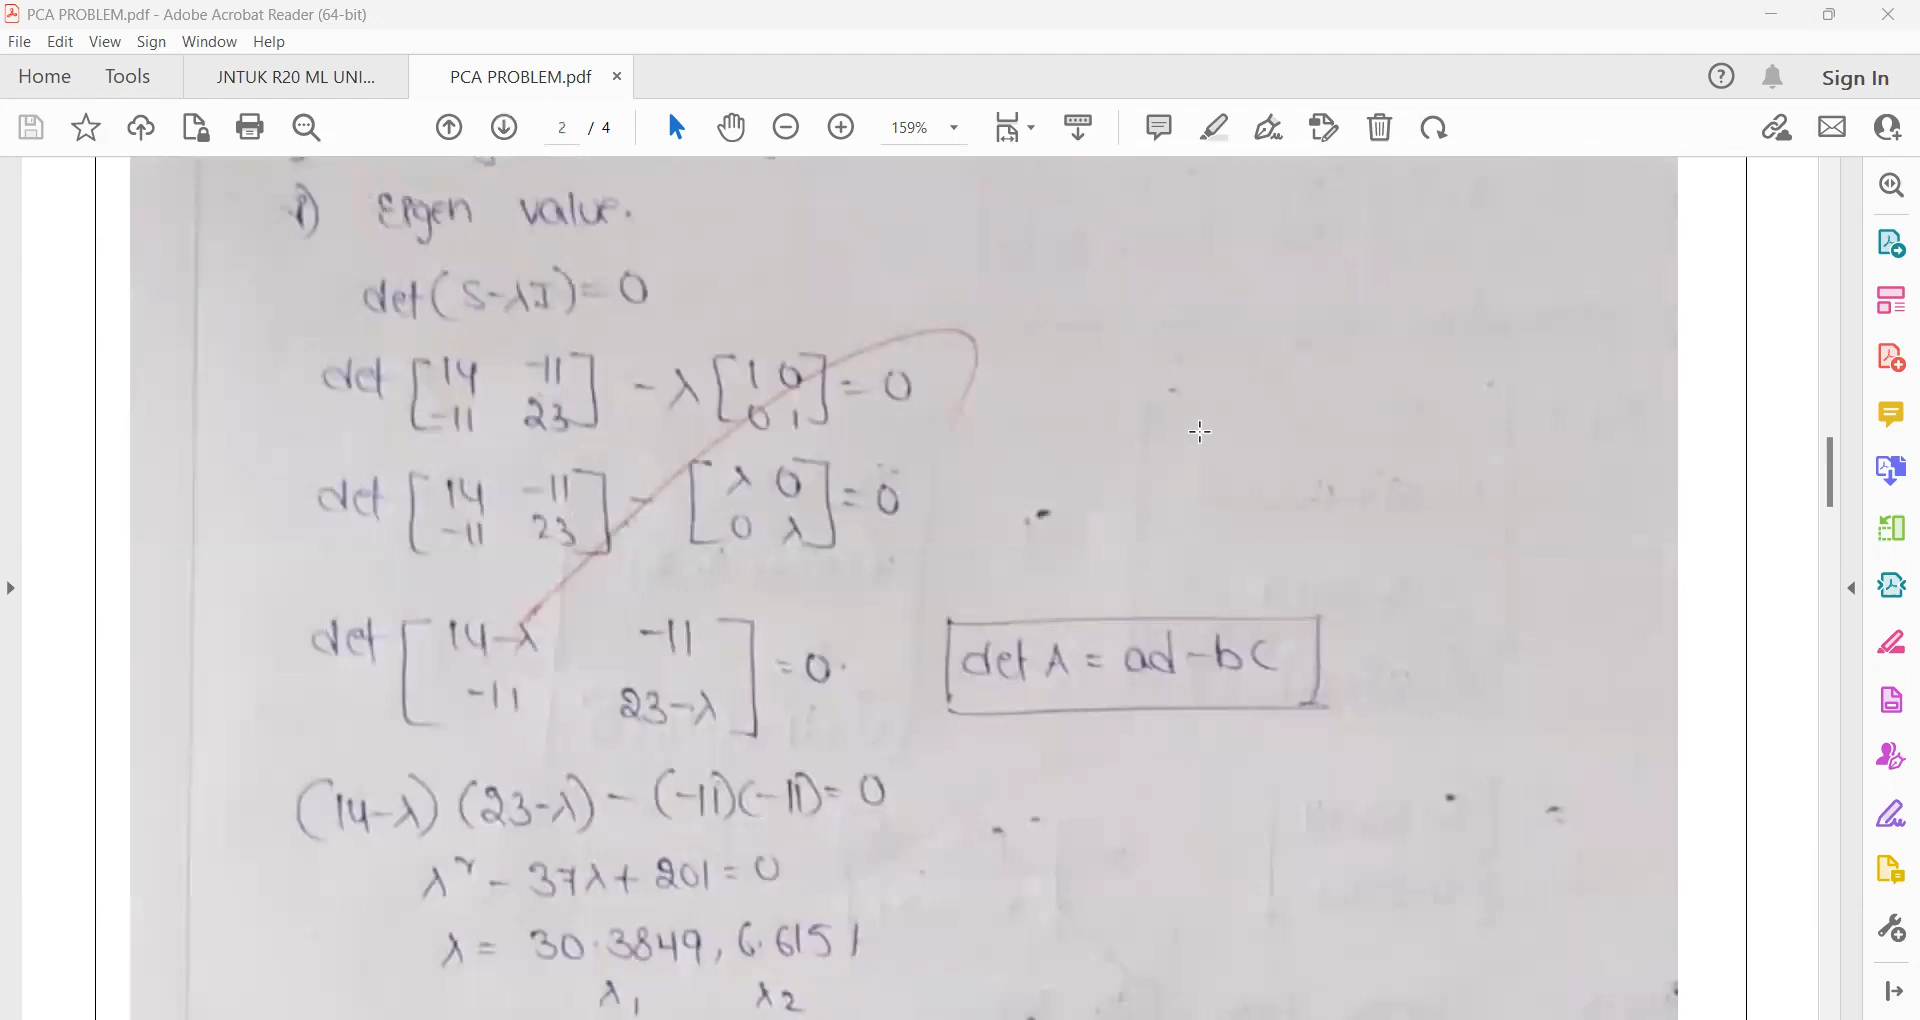 PCA PROBLEM.pdf - Adobe Acrobat Reader (64-bit)
File Edit View Sign Window Help
Home Tools JNTUK R20 ML UNI... PCA PROBLEM.pdf × Sign In
2 / 4 159%
i) Eigen value.
det(S-λI)=0
det [14 -11 -11 23] - λ [1 0 0 1] = 0
det [14 -11 -11 23] - [λ 0 0 λ] = 0
det [14-λ -11 -11 23-λ] = 0.
det A = ad-bc
(14-λ) (23-λ) - (-11)(-11) = 0
λ² - 37λ + 201 = 0
λ = 30.3849, 6.6151
λ1 λ2